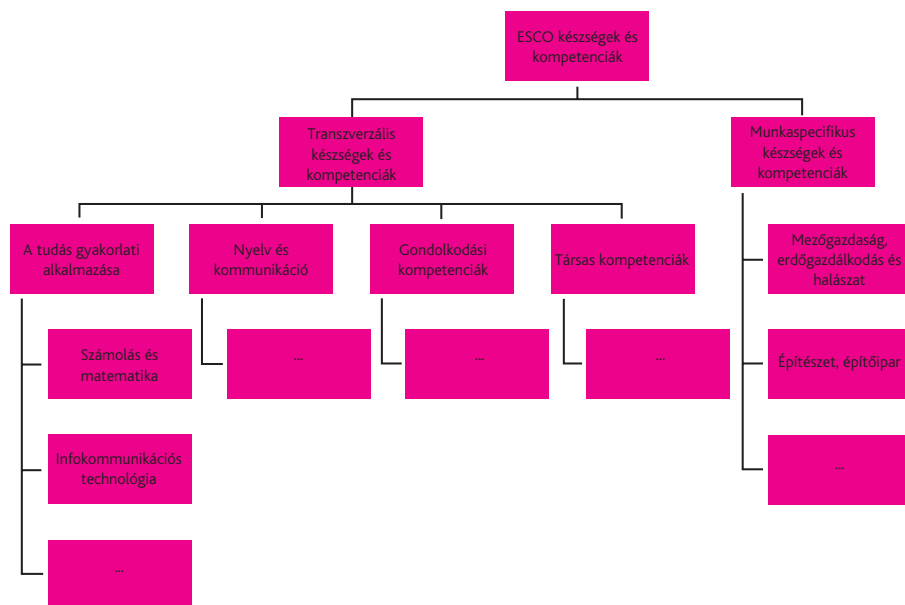 ESCO készségek és
kompetenciák
Transzverzális
készségek és
kompetenciák
Munkaspecifikus
készségek és
kompetenciák
A tudás gyakorlati
alkalmazása
Nyelv és
kommunikáció
Gondolkodási
kompetenciák
Társas kompetenciák
Mezőgazdaság,
erdőgazdálkodás és
halászat
Számolás és
matematika
...
...
...
Építészet, építőipar
Infokommunikációs
technológia
...
...